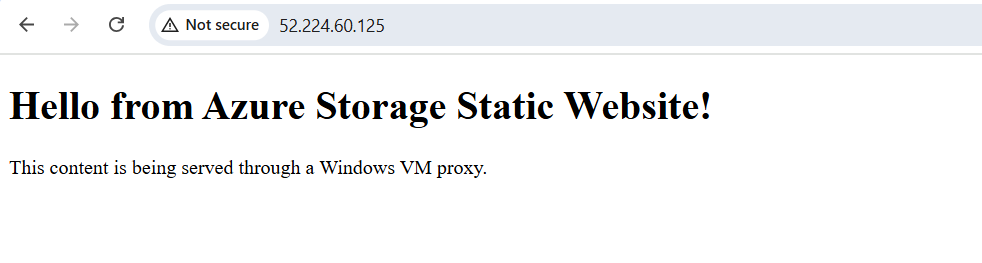 Not secure 52.224.60.125
Hello from Azure Storage Static Website!
This content is being served through a Windows VM proxy.